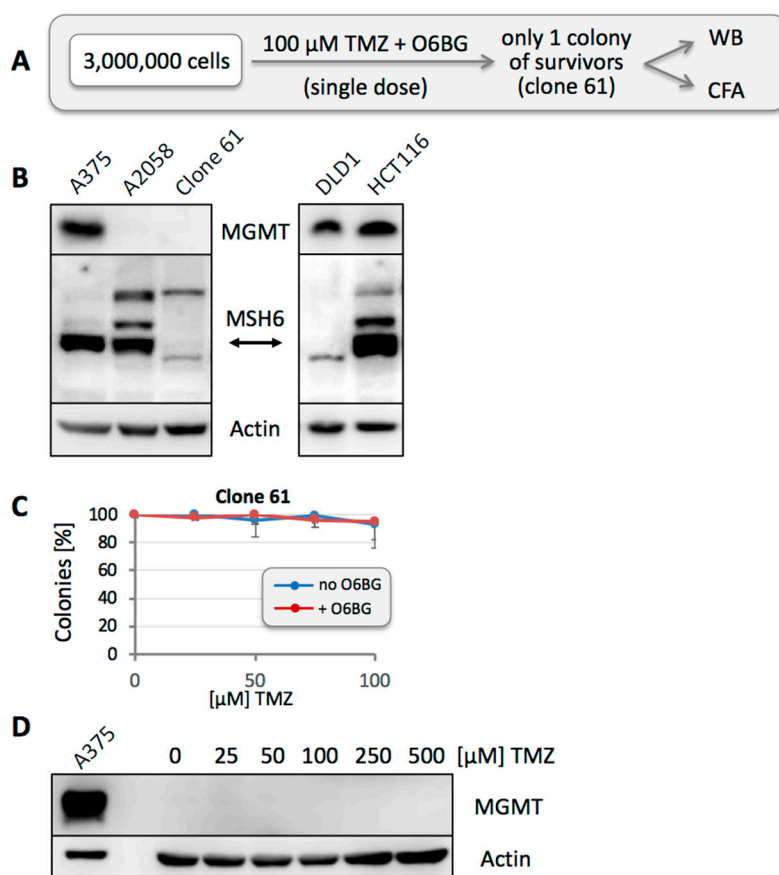 A
3,000,000 cells
100 µM TMZ + O6BG
(single dose)
only 1 colony
of survivors
(clone 61)
WB
CFA
B
A375
A2058
Clone 61
DLD1
HCT116
MGMT
MSH6
Actin
C
Clone 61
Colonies [%]
100
80
60
40
20
0
no O6BG
+ O6BG
0 50 100
[µM] TMZ
D
A375
0 25 50 100 250 500 [µM] TMZ
MGMT
Actin